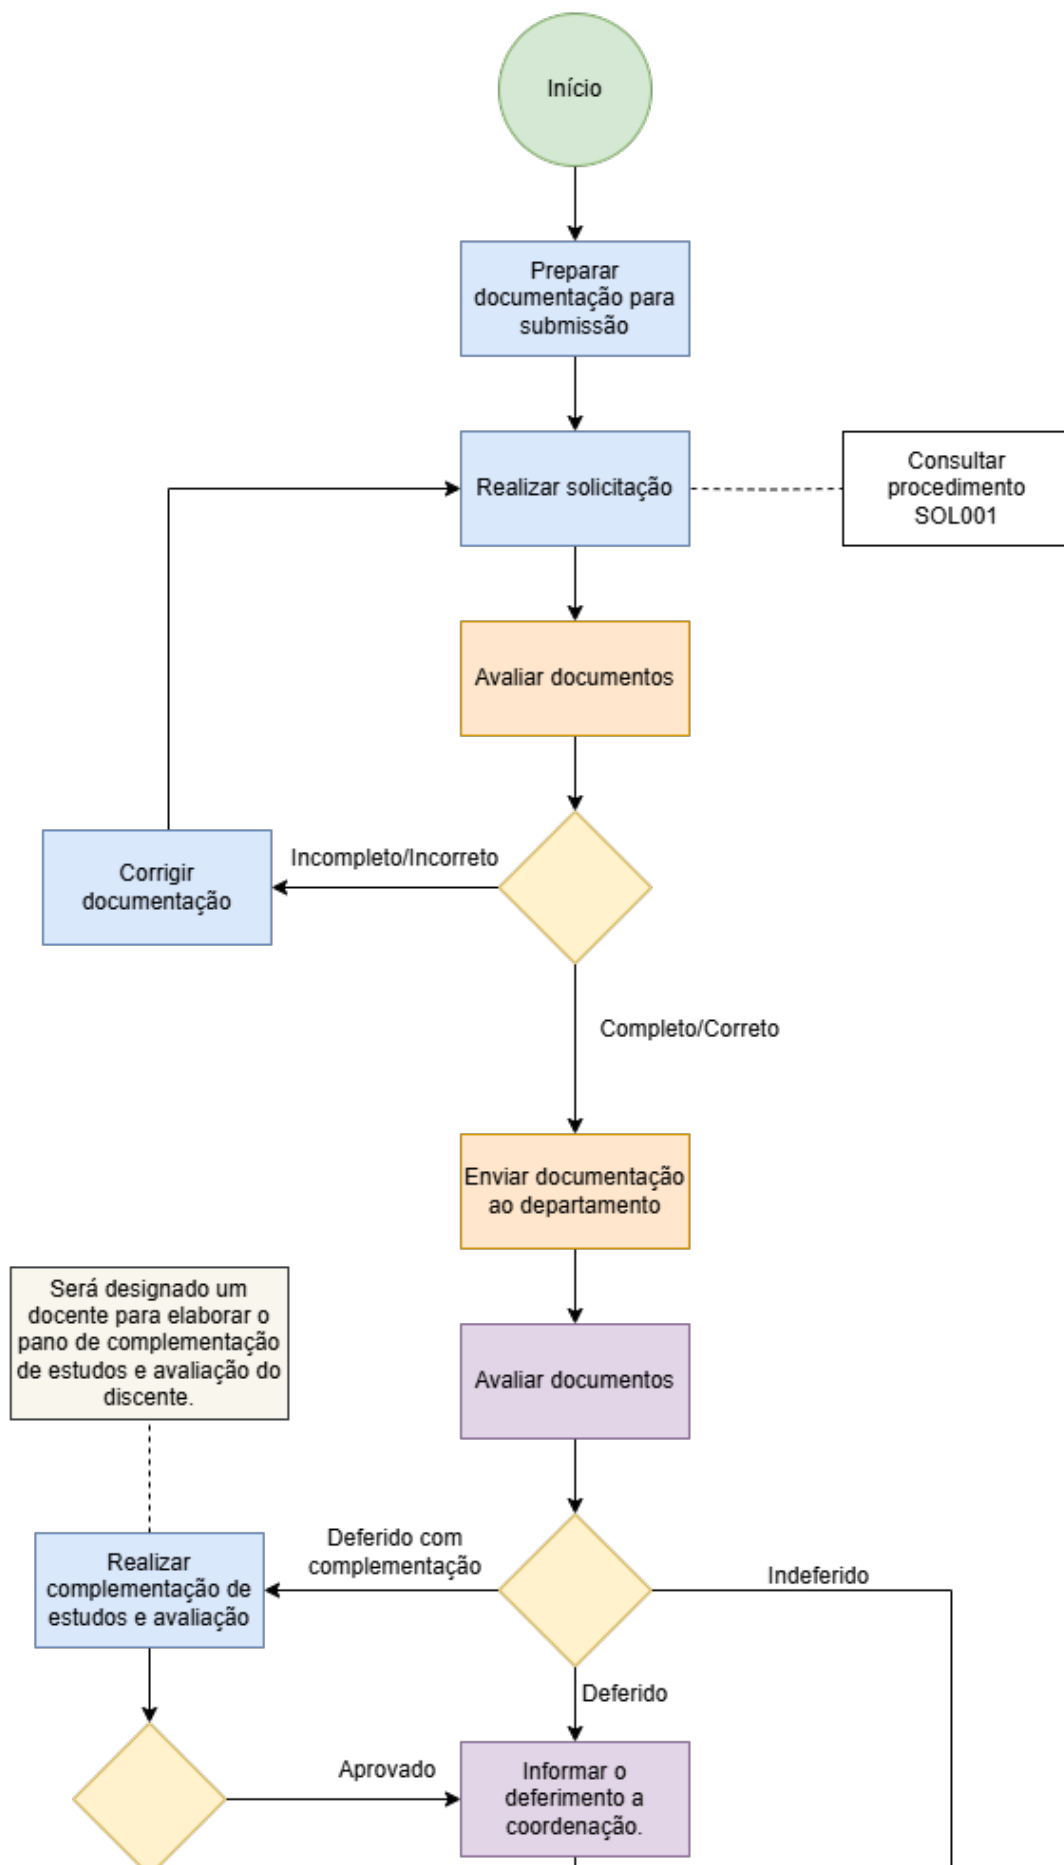 Início
Preparar
documentação para
submissão
Realizar solicitação
Consultar
procedimento
SOL001
Avaliar documentos
Incompleto/Incorreto
Corrigir
documentação
Completo/Correto
Enviar documentação
ao departamento
Será designado um
docente para elaborar o
pano de complementação
de estudos e avaliação do
discente.
Avaliar documentos
Deferido com
complementação
Indeferido
Realizar
complementação de
estudos e avaliação
Deferido
Aprovado
Informar o
deferimento a
coordenação.